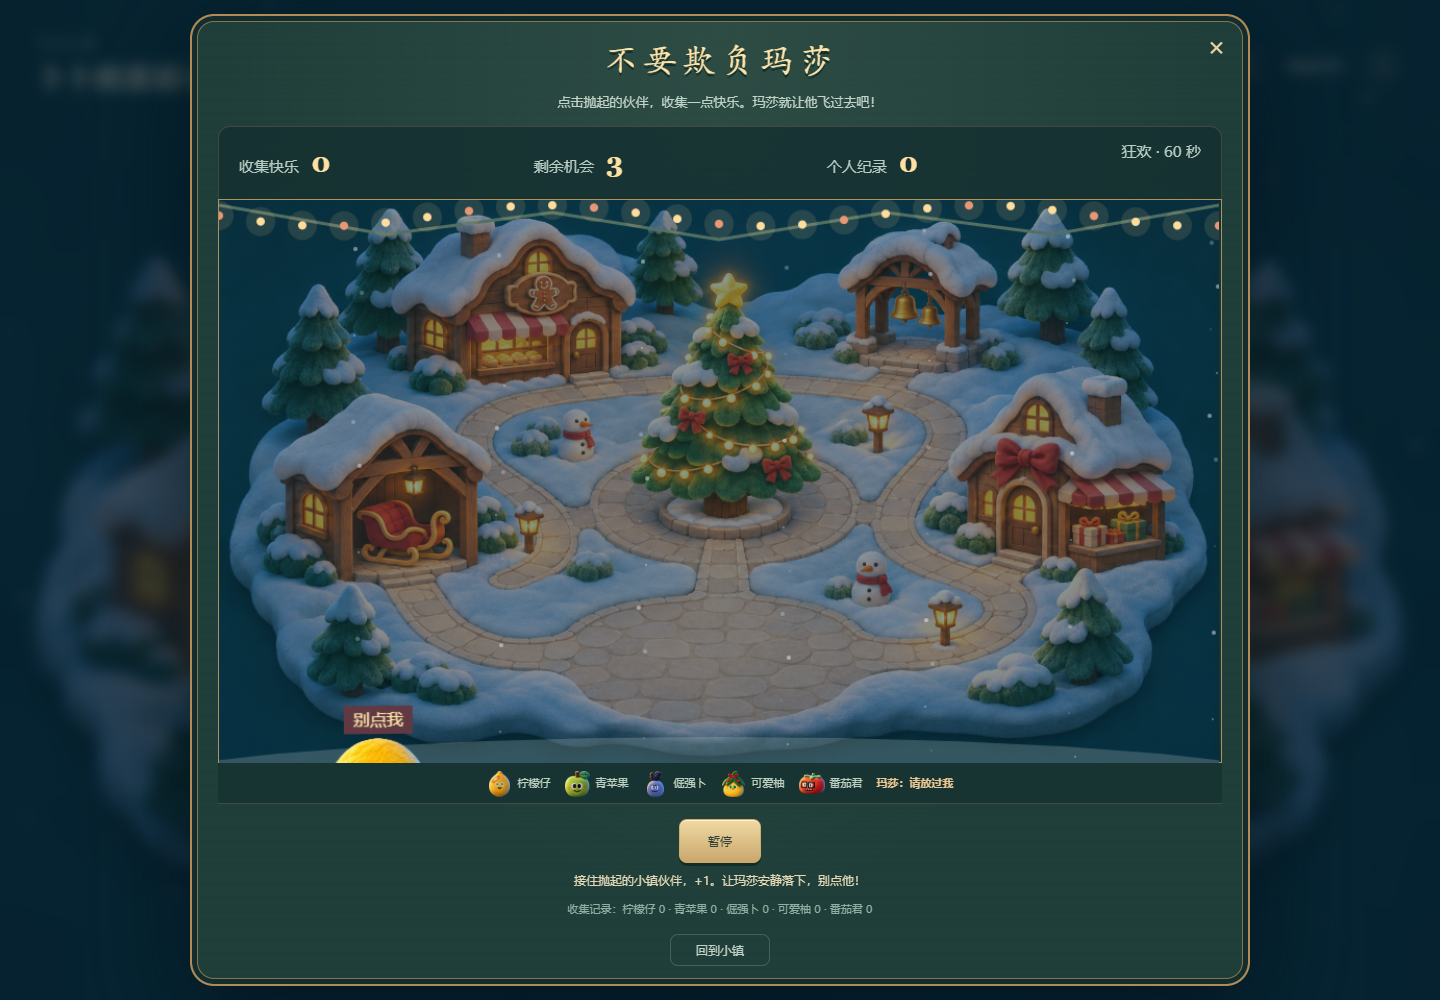 不要欺负玛莎
点击抛起的伙伴，收集一点快乐。玛莎就让他飞过去吧！
收集快乐 0
剩余机会 3
个人纪录 0
狂欢 · 60 秒
别点我
柠檬仔 青苹果 倔强卜 可爱柚 番茄君 玛莎：请放过我
暂停
接住抛起的小镇伙伴，+1。让玛莎安静落下，别点他！
收集记录：柠檬仔 0 · 青苹果 0 · 倔强卜 0 · 可爱柚 0 · 番茄君 0
回到小镇